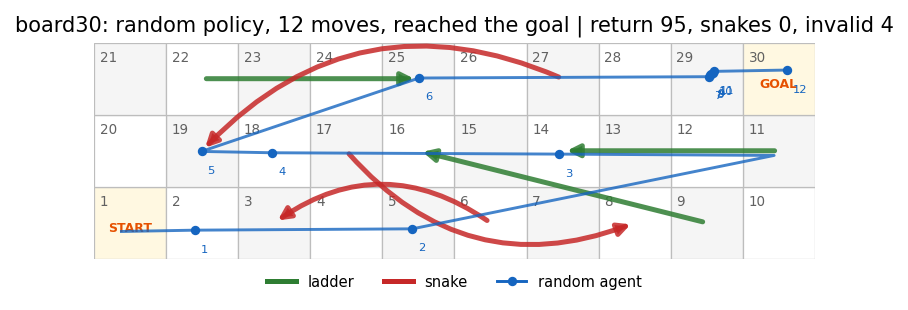 board30: random policy, 12 moves, reached the goal | return 95, snakes 0, invalid 4
21 22 23 24 25 26 27 28 29 30
GOAL
6 12
20 19 18 17 16 15 14 13 12 11
5 4 3
1 2 3 4 5 6 7 8 9 10
START
1 2
ladder snake random agent